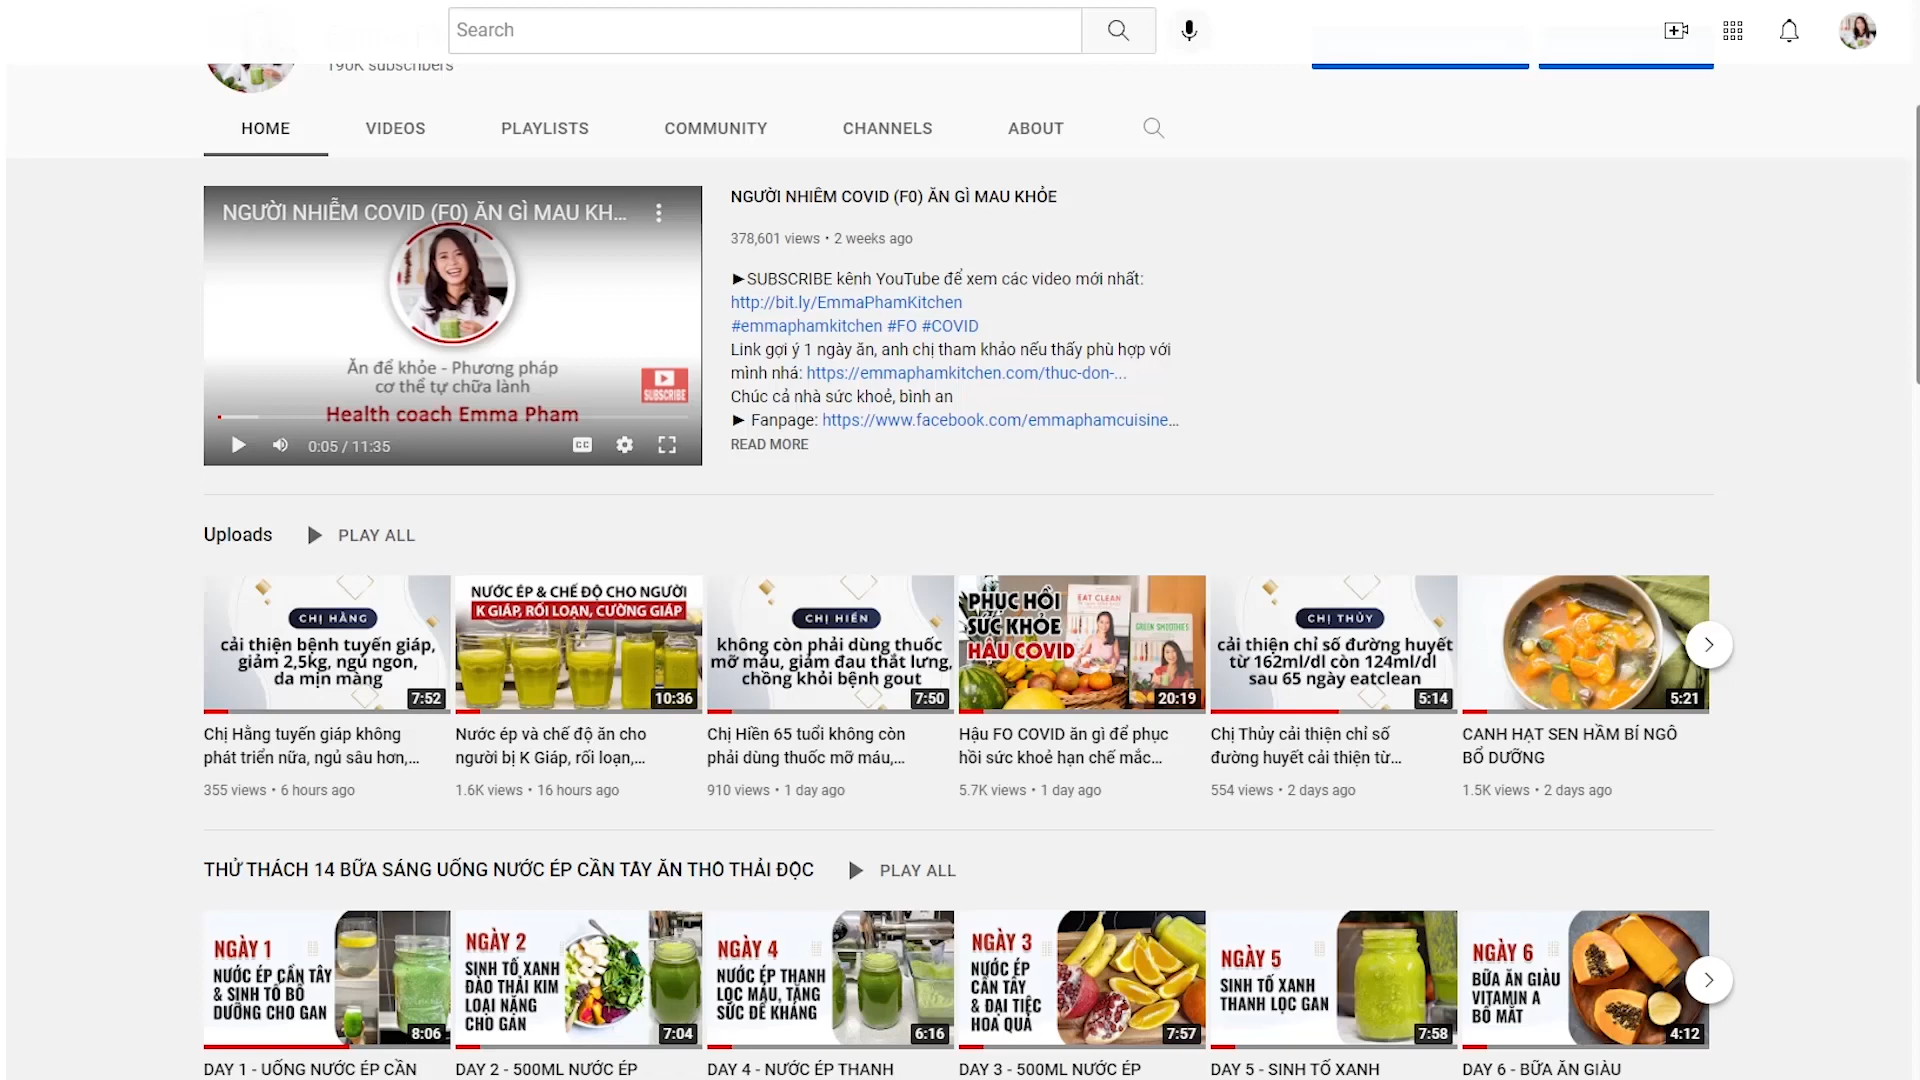 Search
190K subscribers
HOME
VIDEOS
PLAYLISTS
COMMUNITY
CHANNELS
ABOUT
NGƯỜI NHIỄM COVID (F0) ĂN GÌ MAU KH...
Ăn để khỏe - Phương pháp
cơ thể tự chữa lành
Health coach Emma Pham
SUBSCRIBE
0:05 / 11:35
CC
NGƯỜI NHIÊM COVID (F0) ĂN GÌ MAU KHỎE
378,601 views • 2 weeks ago
►SUBSCRIBE kênh YouTube để xem các video mới nhất:
http://bit.ly/EmmaPhamKitchen
#emmaphamkitchen #FO #COVID
Link gợi ý 1 ngày ăn, anh chị tham khảo nếu thấy phù hợp với
mình nhá: https://emmaphamkitchen.com/thuc-don-...
Chúc cả nhà sức khoẻ, bình an
► Fanpage: https://www.facebook.com/emmaphamcuisine...
READ MORE
Uploads
PLAY ALL
CHỊ HẰNG
cải thiện bệnh tuyến giáp,
giảm 2,5kg, ngủ ngon,
da mịn màng
7:52
NƯỚC ÉP & CHẾ ĐỘ CHO NGƯỜI
K GIÁP, RỐI LOẠN, CƯỜNG GIÁP
10:36
CHỊ HIỀN
không còn phải dùng thuốc
mỡ máu, giảm đau thắt lưng,
chồng khỏi bệnh gout
7:50
PHỤC HỒI
SỨC KHỎE
HẬU COVID
EAT CLEAN
GREEN SMOOTHIES
20:19
CHỊ THỦY
cải thiện chỉ số đường huyết
từ 162ml/dl còn 124ml/dl
sau 65 ngày eatclean
5:14
5:21
Chị Hằng tuyến giáp không
phát triển nữa, ngủ sâu hơn,...
355 views • 6 hours ago
Nước ép và chế độ ăn cho
người bị K Giáp, rối loạn,...
1.6K views • 16 hours ago
Chị Hiền 65 tuổi không còn
phải dùng thuốc mỡ máu,...
910 views • 1 day ago
Hậu FO COVID ăn gì để phục
hồi sức khoẻ hạn chế mắc...
5.7K views • 1 day ago
Chị Thủy cải thiện chỉ số
đường huyết cải thiện từ...
554 views • 2 days ago
CANH HẠT SEN HẦM BÍ NGÔ
BỔ DƯỠNG
1.5K views • 2 days ago
THỬ THÁCH 14 BỮA SÁNG UỐNG NƯỚC ÉP CẦN TÂY ĂN THÔ THẢI ĐỘC
PLAY ALL
NGÀY 1
NƯỚC ÉP CẦN TÂY
& SINH TỐ BỔ
DƯỠNG CHO GAN
8:06
NGÀY 2
SINH TỐ XANH
ĐÀO THẢI KIM
LOẠI NẶNG
CHO GAN
7:04
NGÀY 4
NƯỚC ÉP THANH
LỌC MÁU, TĂNG
SỨC ĐỀ KHÁNG
6:16
NGÀY 3
NƯỚC ÉP
CẦN TÂY
& ĐẠI TIỆC
HOA QUẢ
7:57
NGÀY 5
SINH TỐ XANH
THANH LỌC GAN
7:58
NGÀY 6
BỮA ĂN GIÀU
VITAMIN A
BỔ MẮT
4:12
DAY 1 - UỐNG NƯỚC ÉP CẦN
DAY 2 - 500ML NƯỚC ÉP
DAY 4 - NƯỚC ÉP THANH
DAY 3 - 500ML NƯỚC ÉP
DAY 5 - SINH TỐ XANH
DAY 6 - BỮA ĂN GIÀU